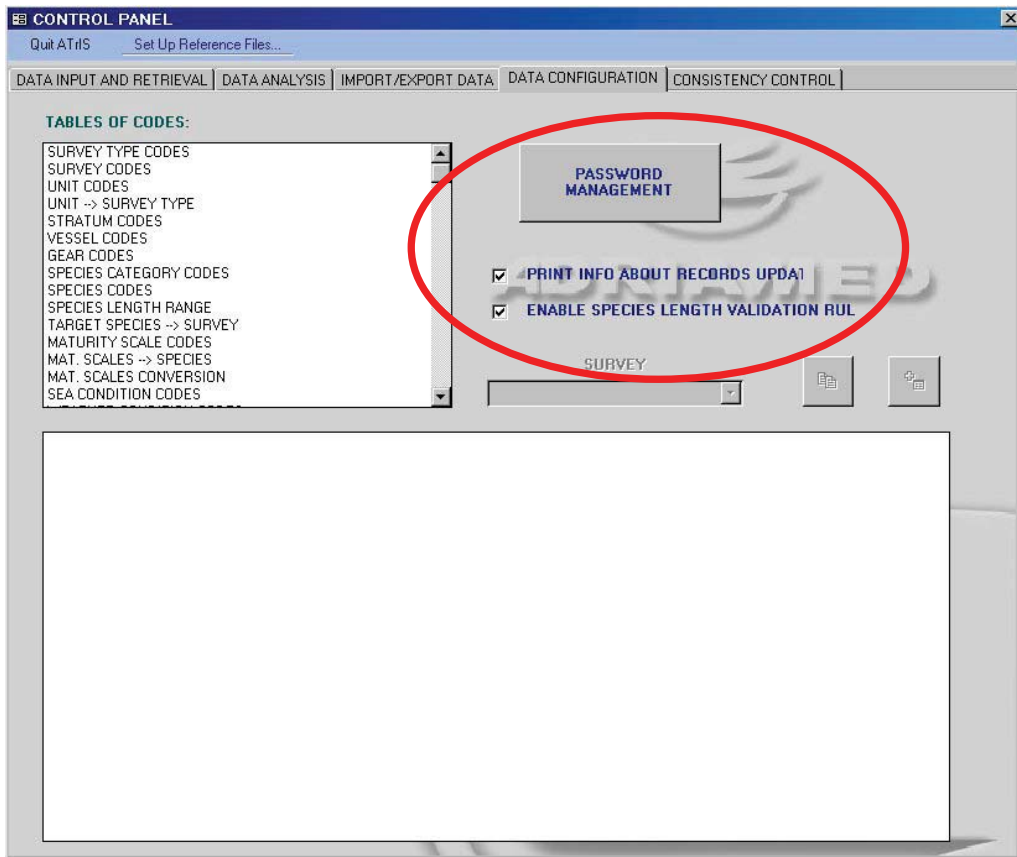 CONTROL PANEL
Quit ATrIS Set Up Reference Files...
DATA INPUT AND RETRIEVAL DATA ANALYSIS IMPORT/EXPORT DATA DATA CONFIGURATION CONSISTENCY CONTROL
TABLES OF CODES:
SURVEY TYPE CODES
SURVEY CODES
UNIT CODES
UNIT --> SURVEY TYPE
STRATUM CODES
VESSEL CODES
GEAR CODES
SPECIES CATEGORY CODES
SPECIES CODES
SPECIES LENGTH RANGE
TARGET SPECIES --> SURVEY
MATURITY SCALE CODES
MAT. SCALES --> SPECIES
MAT. SCALES CONVERSION
SEA CONDITION CODES
PASSWORD
MANAGEMENT
ADRIAMED
PRINT INFO ABOUT RECORDS UPDAT
ENABLE SPECIES LENGTH VALIDATION RUL
SURVEY